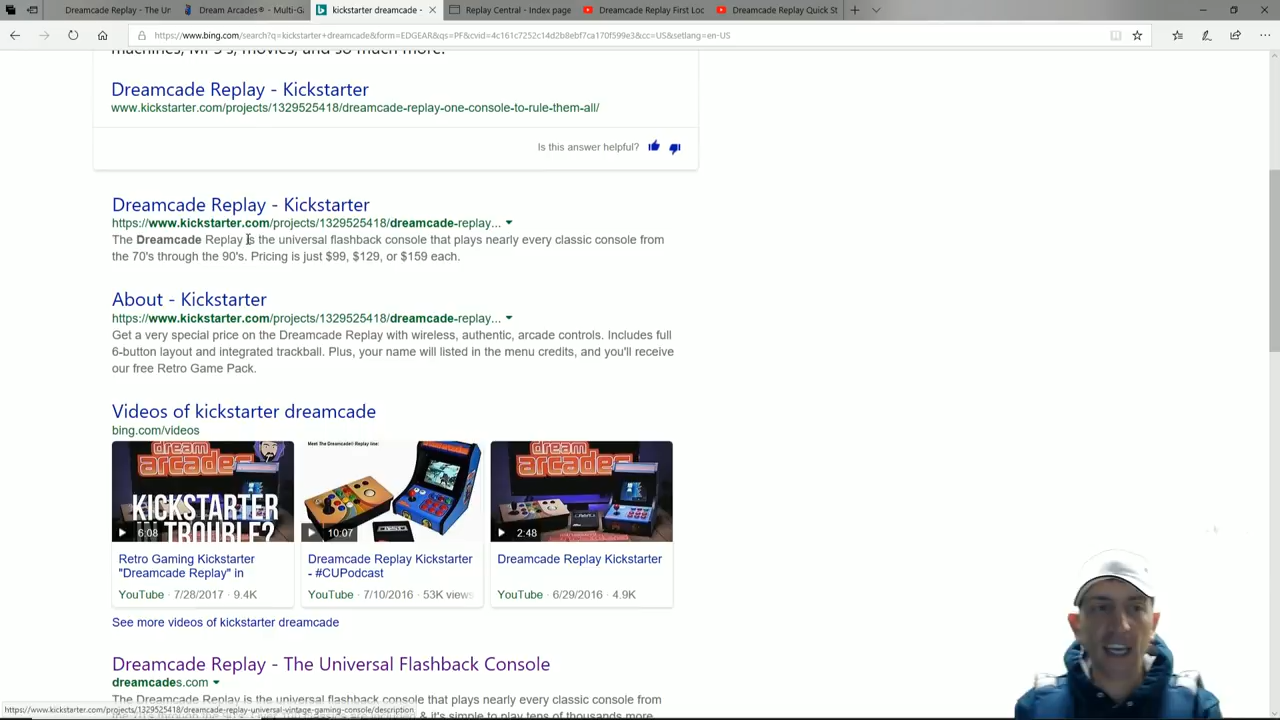 Dreamcade Replay - The Ur
Dream Arcades® - Multi-G
kickstarter dreamcade -
Replay Central - Index page
Dreamcade Replay First Loc
Dreamcade Replay Quick St
https://www.bing.com/search?q=kickstarter+dreamcade&form=EDGEAR&qs=PF&cvid=4c161c7252c14d2b8ebf7ca170f599e3&cc=US&setlang=en-US
machines, MP3's, movies, and so much more!
Dreamcade Replay - Kickstarter
www.kickstarter.com/projects/1329525418/dreamcade-replay-one-console-to-rule-them-all/
Is this answer helpful?
Dreamcade Replay - Kickstarter
https://www.kickstarter.com/projects/1329525418/dreamcade-replay...
The Dreamcade Replay is the universal flashback console that plays nearly every classic console from
the 70's through the 90's. Pricing is just $99, $129, or $159 each.
About - Kickstarter
https://www.kickstarter.com/projects/1329525418/dreamcade-replay...
Get a very special price on the Dreamcade Replay with wireless, authentic, arcade controls. Includes full
6-button layout and integrated trackball. Plus, your name will listed in the menu credits, and you'll receive
our free Retro Game Pack.
Videos of kickstarter dreamcade
bing.com/videos
dream arcades
KICKSTARTER
IN TROUBLE?
6:08
Meet The Dreamcade® Replay line:
10:07
dream arcades
2:48
Retro Gaming Kickstarter
"Dreamcade Replay" in
YouTube · 7/28/2017 · 9.4K
Dreamcade Replay Kickstarter
- #CUPodcast
YouTube · 7/10/2016 · 53K views
Dreamcade Replay Kickstarter
YouTube · 6/29/2016 · 4.9K
See more videos of kickstarter dreamcade
Dreamcade Replay - The Universal Flashback Console
dreamcades.com
The Dreamcade Replay is the universal flashback console that plays nearly every classic console from
https://www.kickstarter.com/projects/1329525418/dreamcade-replay-universal-vintage-gaming-console/description
& it's simple to play tens of thousands more